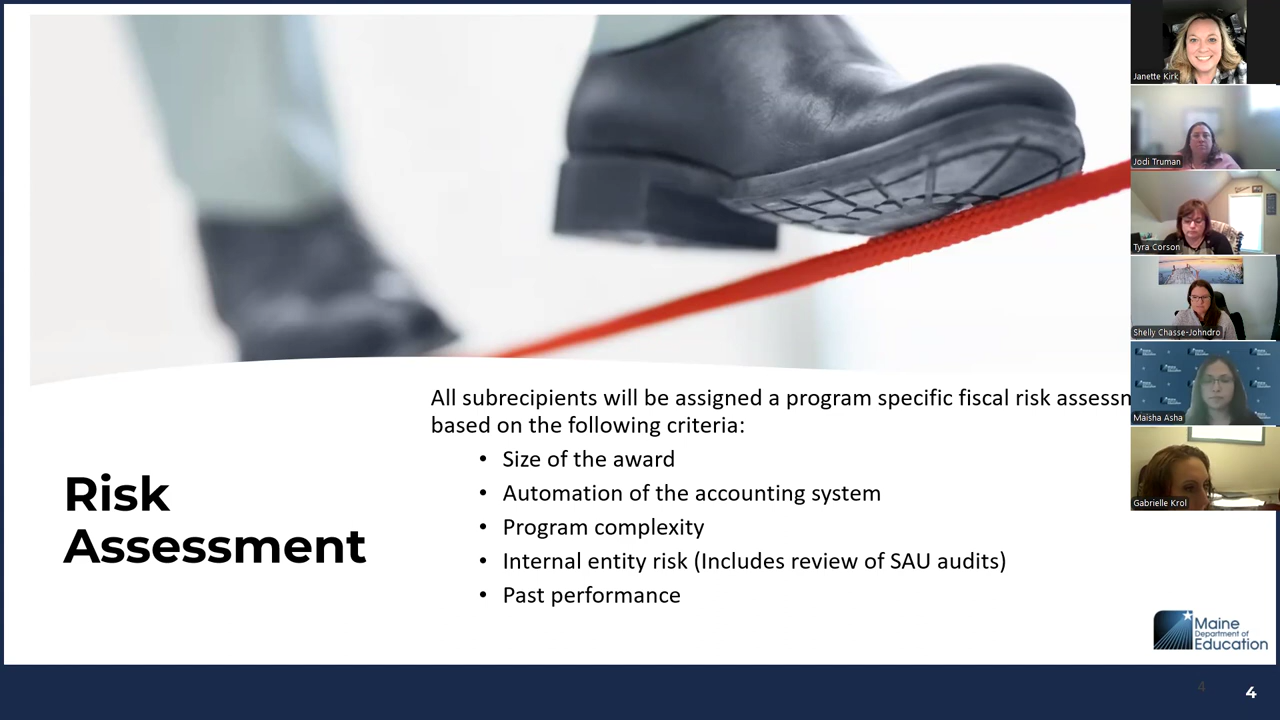 Janette Kirk
Jodi Truman
Tyra Corson
Shelly Chasse-Johndro
Maisha Asha
Gabrielle Krol
Risk
Assessment
All subrecipients will be assigned a program specific fiscal risk assessm
based on the following criteria:
• Size of the award
• Automation of the accounting system
• Program complexity
• Internal entity risk (Includes review of SAU audits)
• Past performance
Maine
Department of
Education
4
4